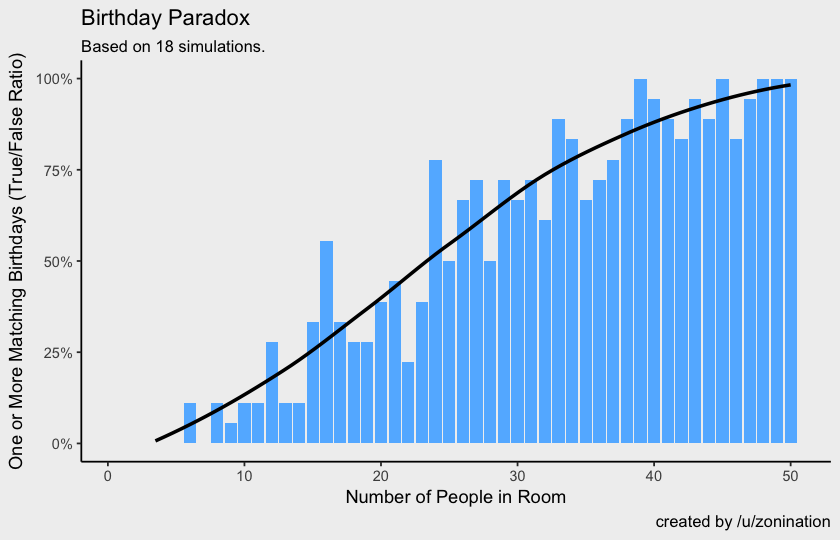 Birthday Paradox
Based on 18 simulations.
One or More Matching Birthdays (True/False Ratio)
100%
75%
50%
25%
0%
0 10 20 30 40 50
Number of People in Room
created by /u/zonination